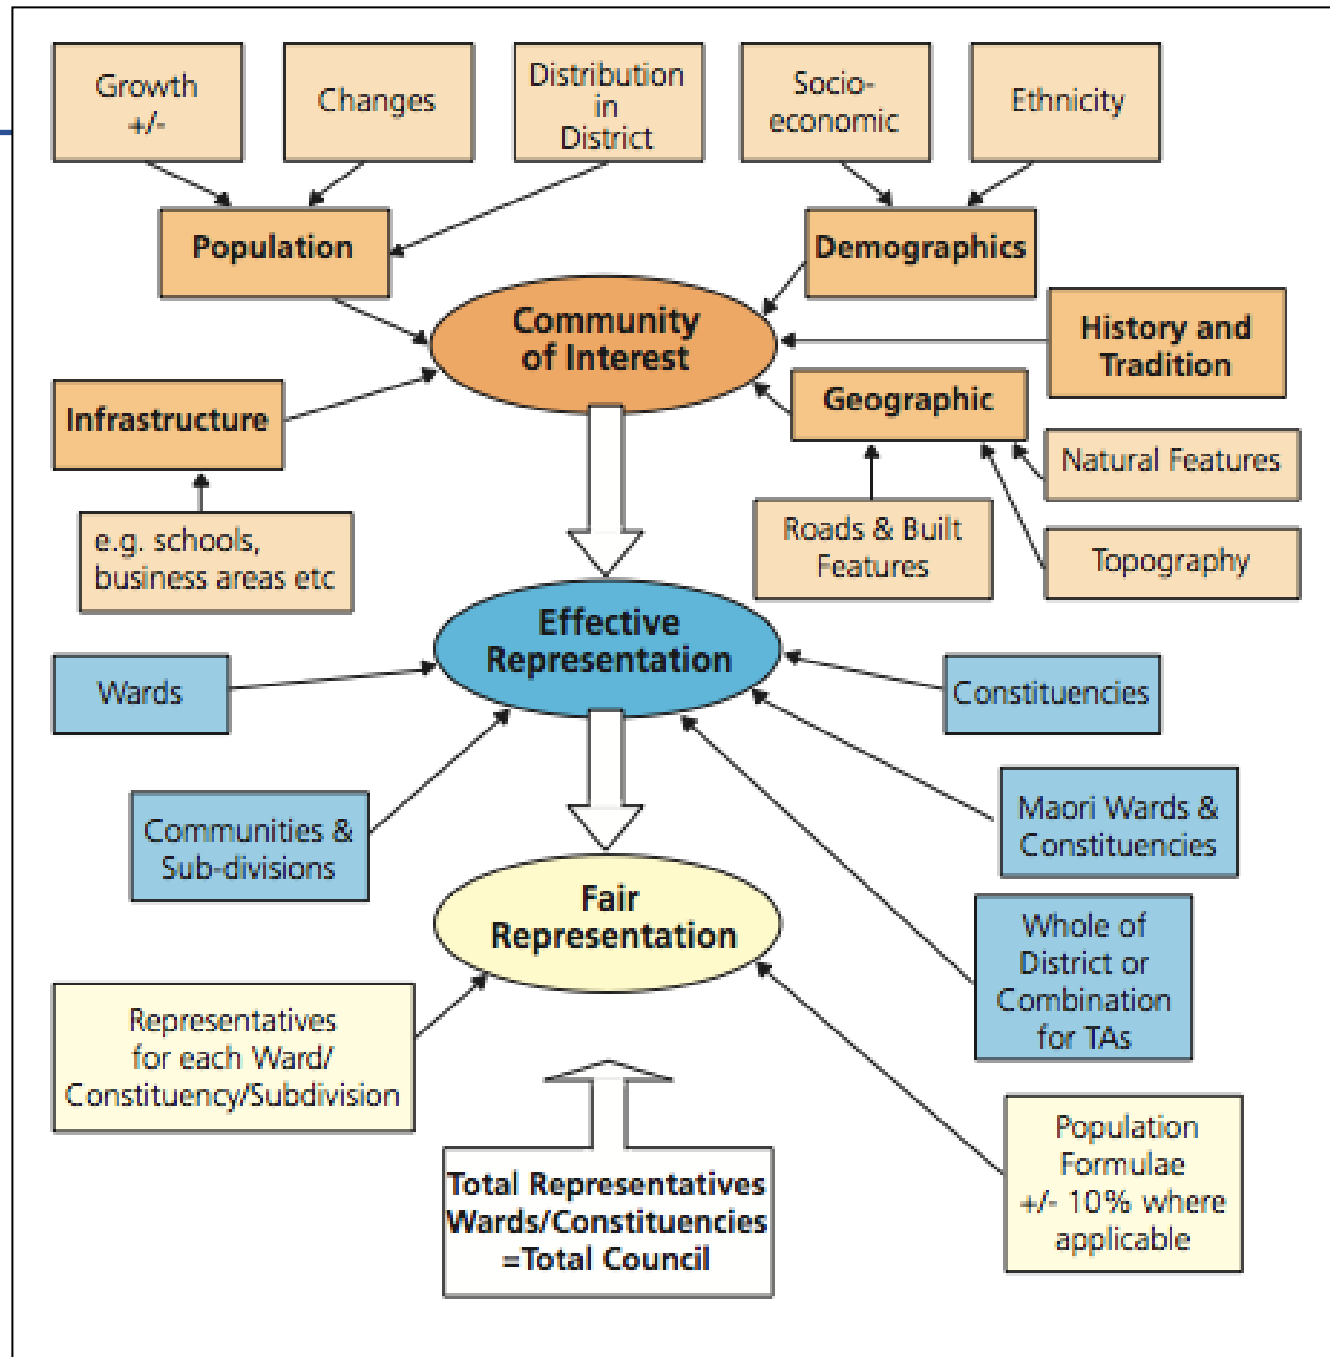 Growth
+/-
Changes
Distribution
in
District
Socio-
economic
Ethnicity
Population
Demographics
Community
of Interest
History and
Tradition
Infrastructure
Geographic
Natural Features
e.g. schools,
business areas etc
Roads & Built
Features
Topography
Effective
Representation
Wards
Constituencies
Communities &
Sub-divisions
Maori Wards &
Constituencies
Fair
Representation
Whole of
District or
Combination
for TAs
Representatives
for each Ward/
Constituency/Subdivision
Population
Formulae
+/- 10% where
applicable
Total Representatives
Wards/Constituencies
=Total Council